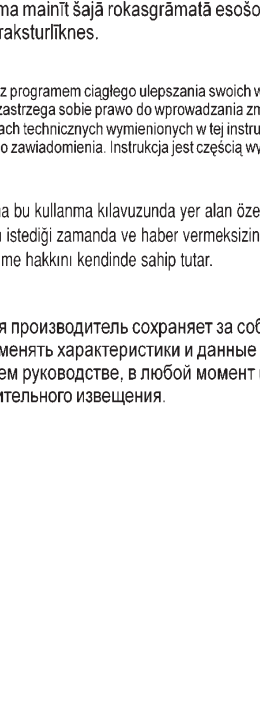 ma mainīt šajā rokasgrāmatā esošo
raksturlīknes.
z programem ciągłego ulepszania swoich w
zastrzega sobie prawo do wprowadzania zm
ach technicznych wymienionych w tej instru
o zawiadomienia. Instrukcja jest częścią wy
na bu kullanma kılavuzunda yer alan öze
istediği zamanda ve haber vermeksizin
me hakkını kendinde sahip tutar.
я производитель сохраняет за соб
менять характеристики и данные
ем руководстве, в любой момент
ительного извещения.